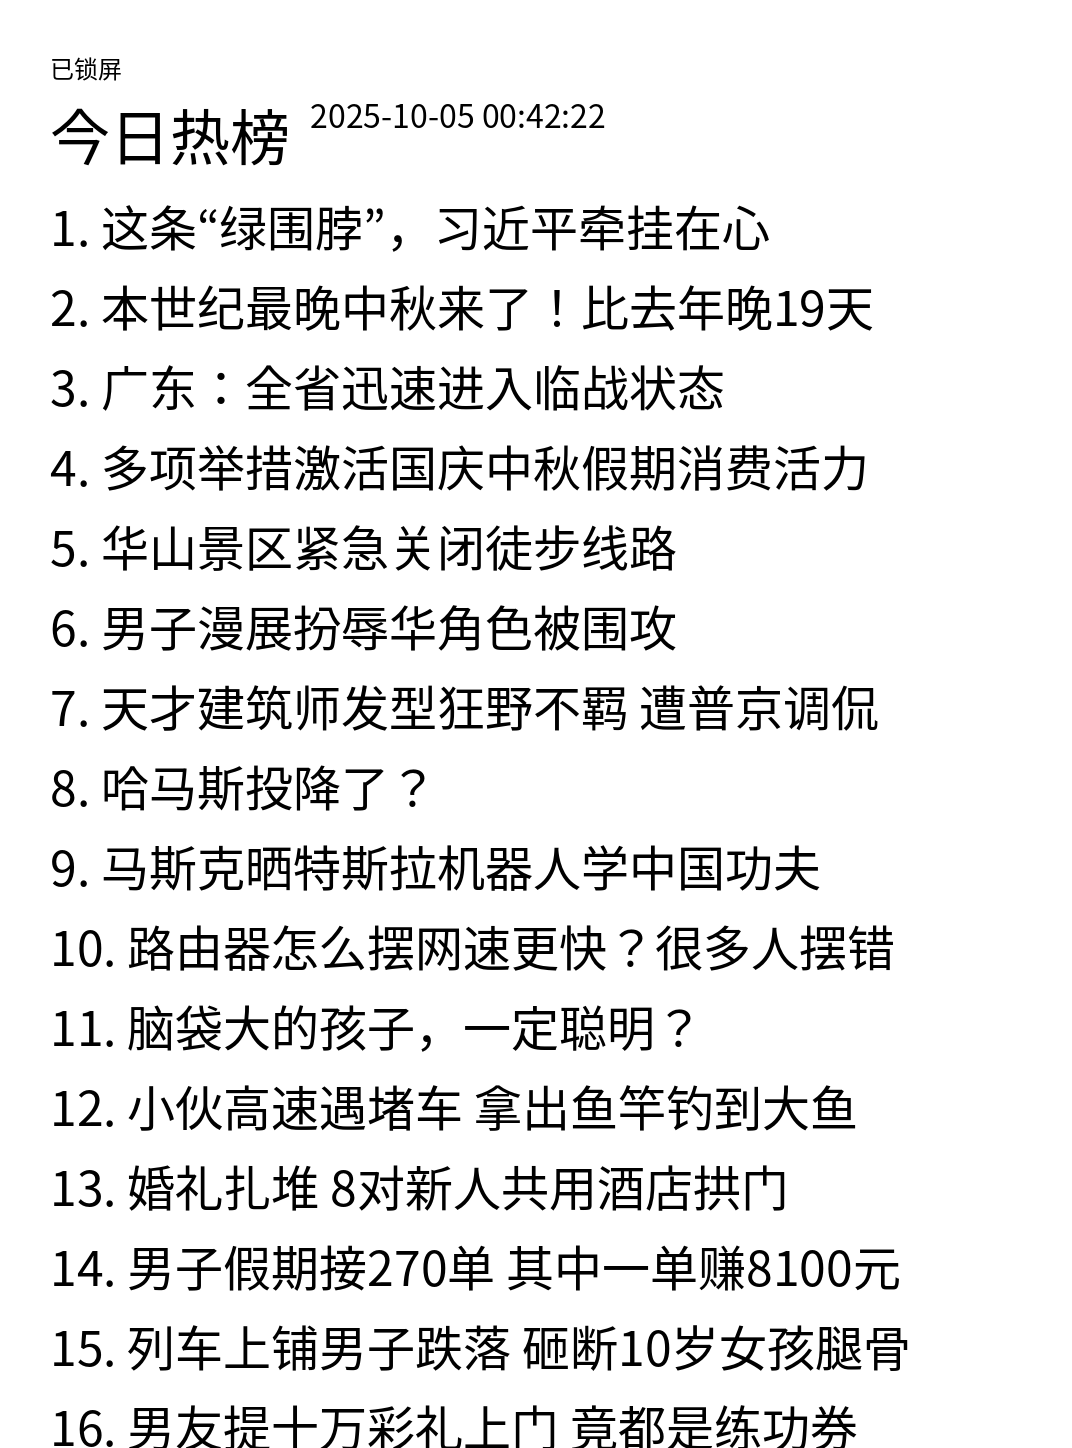 已锁屏
今日热榜 2025-10-05 00:42:22
1. 这条“绿围脖”，习近平牵挂在心
2. 本世纪最晚中秋来了！比去年晚19天
3. 广东：全省迅速进入临战状态
4. 多项举措激活国庆中秋假期消费活力
5. 华山景区紧急关闭徒步线路
6. 男子漫展扮辱华角色被围攻
7. 天才建筑师发型狂野不羁 遭普京调侃
8. 哈马斯投降了？
9. 马斯克晒特斯拉机器人学中国功夫
10. 路由器怎么摆网速更快？很多人摆错
11. 脑袋大的孩子，一定聪明？
12. 小伙高速遇堵车 拿出鱼竿钓到大鱼
13. 婚礼扎堆 8对新人共用酒店拱门
14. 男子假期接270单 其中一单赚8100元
15. 列车上铺男子跌落 砸断10岁女孩腿骨
16. 男友提十万彩礼上门 竟都是练功券